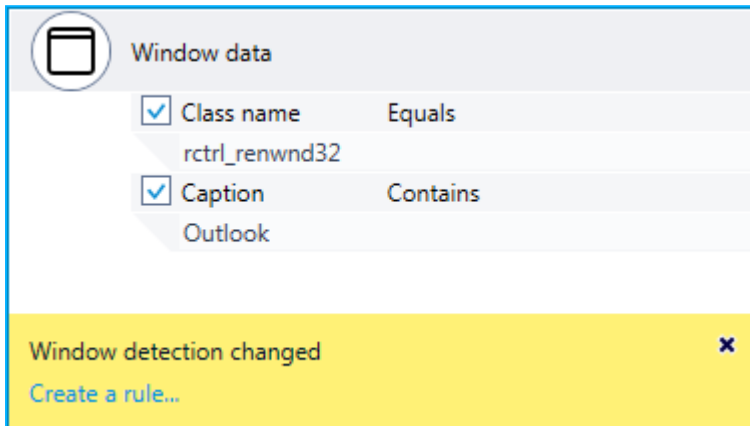 Window data
Class name Equals
rctrl_renwnd32
Caption Contains
Outlook
Window detection changed
Create a rule...